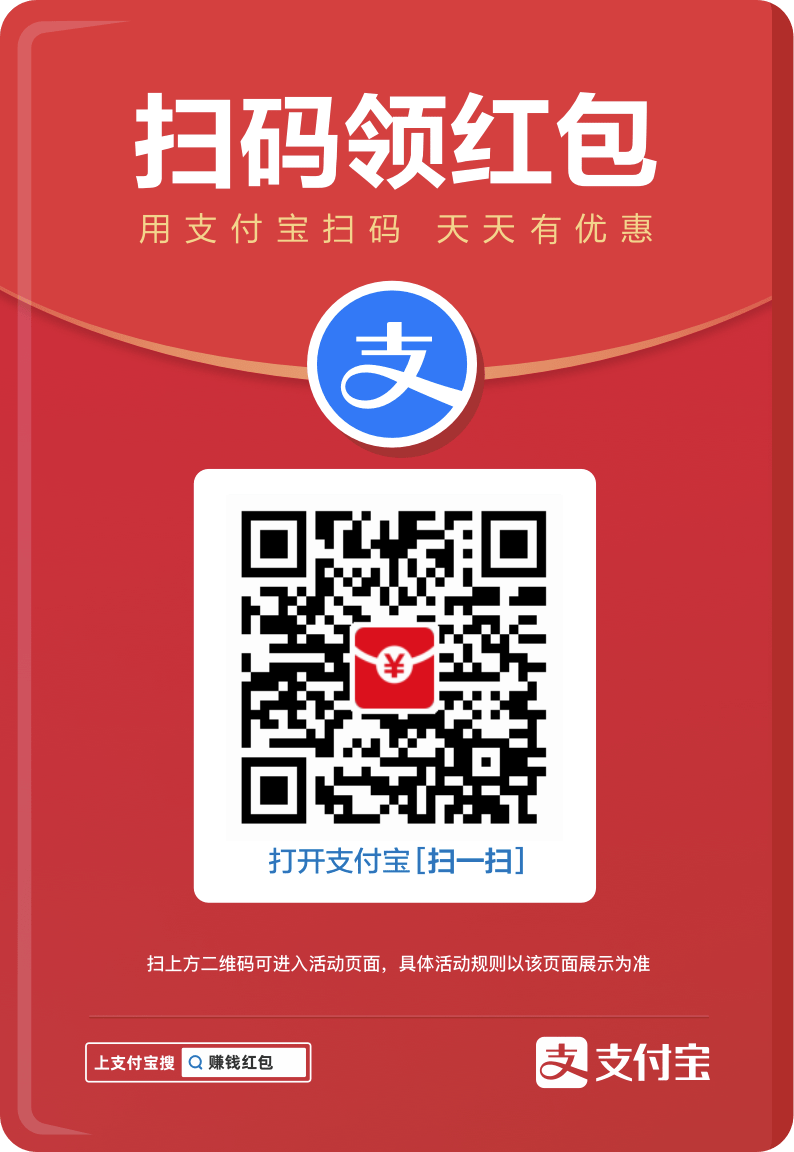 扫码领红包
用支付宝扫码 天天有优惠
支
¥
打开支付宝[扫一扫]
扫上方二维码可进入活动页面，具体活动规则以该页面展示为准
上支付宝搜 赚钱红包
支 支付宝